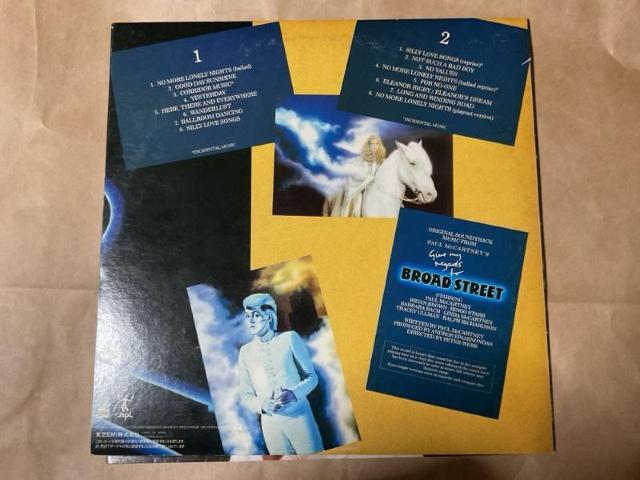 1
1. NO MORE LONELY NIGHTS (ballad)
2. GOOD DAY SUNSHINE
3. CORRIDOR MUSIC*
4. YESTERDAY
5. HERE, THERE AND EVERYWHERE
6. WANDERLUST
7. BALLROOM DANCING
8. SILLY LOVE SONGS
*INCIDENTAL MUSIC
2
1. SILLY LOVE SONGS (reprise)*
2. NOT SUCH A BAD BOY
3. NO VALUES
4. NO MORE LONELY NIGHTS (ballad reprise)*
5. FOR NO ONE
6. ELEANOR RIGBY/ELEANOR'S DREAM
7. LONG AND WINDING ROAD
8. NO MORE LONELY NIGHTS (playout version)
*INCIDENTAL MUSIC
ORIGINAL SOUNDTRACK
MUSIC FROM
PAUL McCARTNEY'S
Give my
regards
to
BROAD STREET
STARRING
PAUL McCARTNEY
BRYAN BROWN RINGO STARR
BARBARA BACH LINDA McCARTNEY
TRACEY ULLMAN RALPH RICHARDSON
WRITTEN BY PAUL McCARTNEY
PRODUCED BY ANDROS EPAMINONDAS
DIRECTED BY PETER WEBB